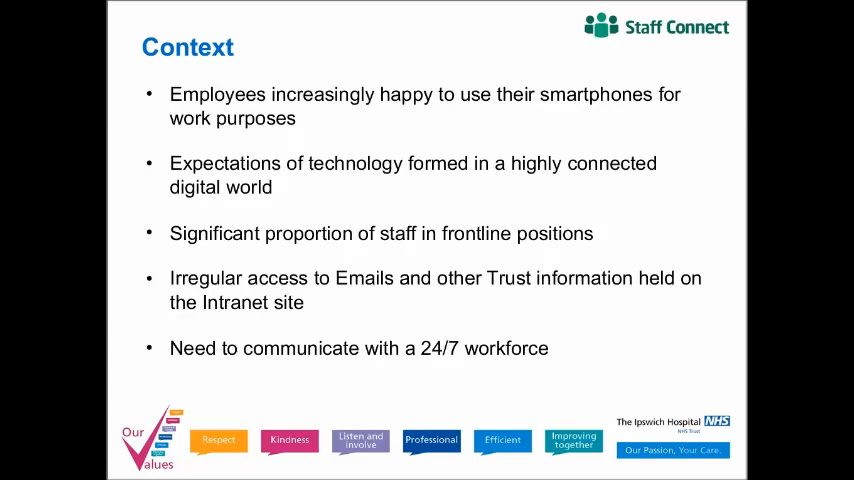 Staff Connect
Context
• Employees increasingly happy to use their smartphones for
work purposes
• Expectations of technology formed in a highly connected
digital world
• Significant proportion of staff in frontline positions
• Irregular access to Emails and other Trust information held on
the Intranet site
• Need to communicate with a 24/7 workforce
Our
Values
Respect
Kindness
Listen and
involve
Professional
Efficient
Improving
together
The Ipswich Hospital NHS
NHS Trust
Our Passion, Your Care.